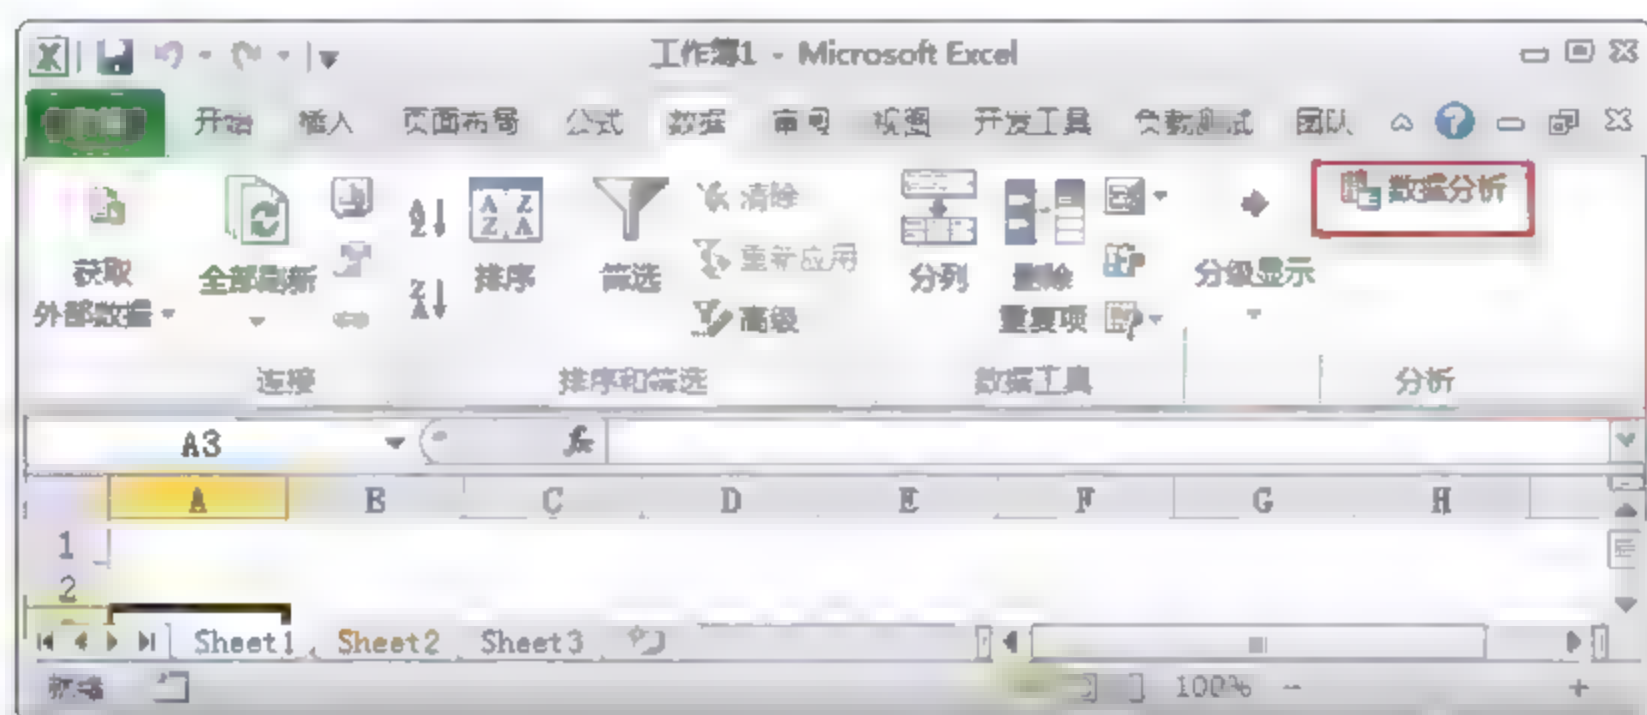 工作簿1 - Microsoft Excel
开始 插入 页面布局 公式 数据 审阅 视图 开发工具 负载测试 团队
数据分析
清除
获取 全部刷新 排序 筛选 重新应用 分列 删除 分级显示
外部数据 高级 重复项
连接 排序和筛选 数据工具 分析
A3 fx
A B C D E F G H
1
2
Sheet1 Sheet2 Sheet3
就绪 100% - +